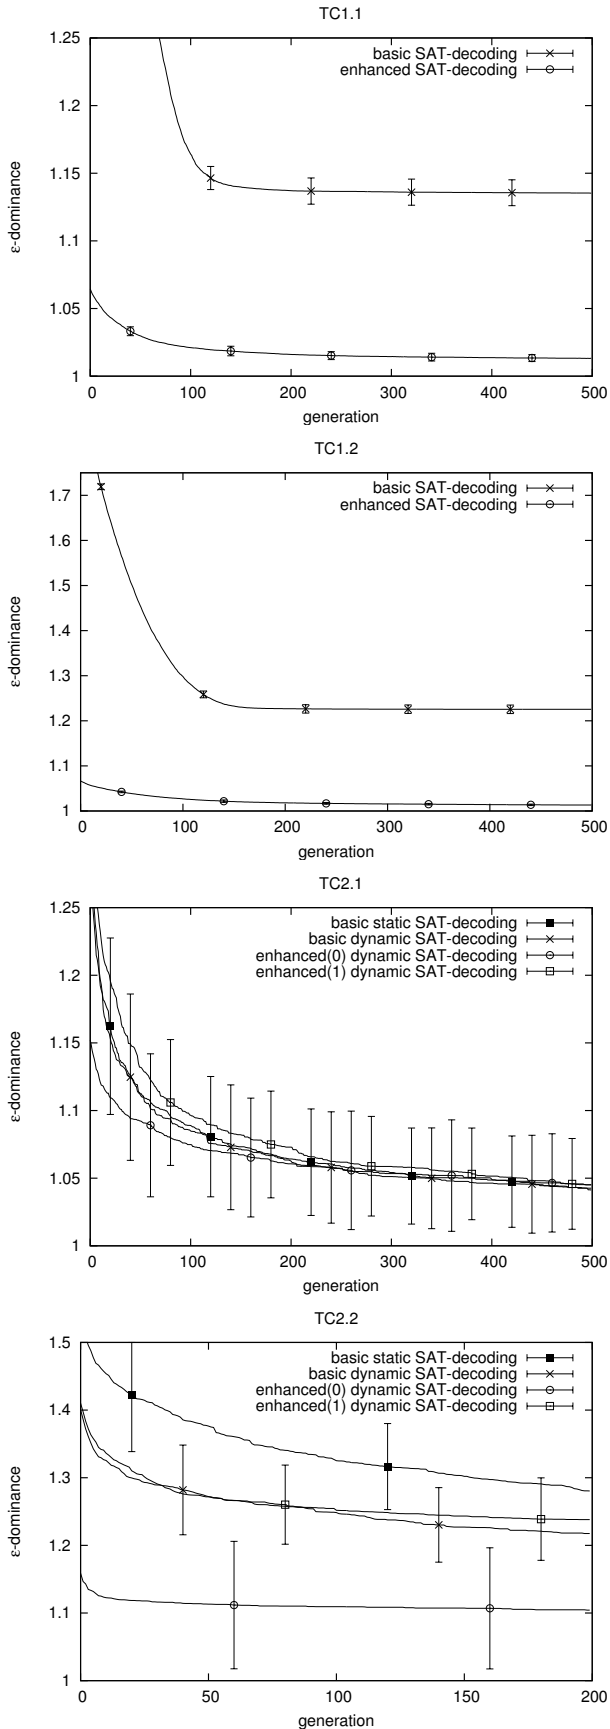 TC1.1
1.25
basic SAT-decoding
enhanced SAT-decoding
1.2
1.15
1.1
1.05
1
ε-dominance
0 100 200 300 400 500
generation
TC1.2
1.7
basic SAT-decoding
enhanced SAT-decoding
1.6
1.5
1.4
1.3
1.2
1.1
1
ε-dominance
0 100 200 300 400 500
generation
TC2.1
1.25
basic static SAT-decoding
basic dynamic SAT-decoding
enhanced(0) dynamic SAT-decoding
enhanced(1) dynamic SAT-decoding
1.2
1.15
1.1
1.05
1
ε-dominance
0 100 200 300 400 500
generation
TC2.2
1.5
basic static SAT-decoding
basic dynamic SAT-decoding
enhanced(0) dynamic SAT-decoding
enhanced(1) dynamic SAT-decoding
1.4
1.3
1.2
1.1
1
ε-dominance
0 50 100 150 200
generation